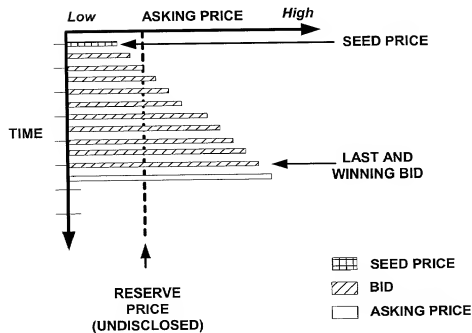 Low ASKING PRICE High
SEED PRICE
TIME
LAST AND
WINNING BID
RESERVE
PRICE
(UNDISCLOSED)
SEED PRICE
BID
ASKING PRICE